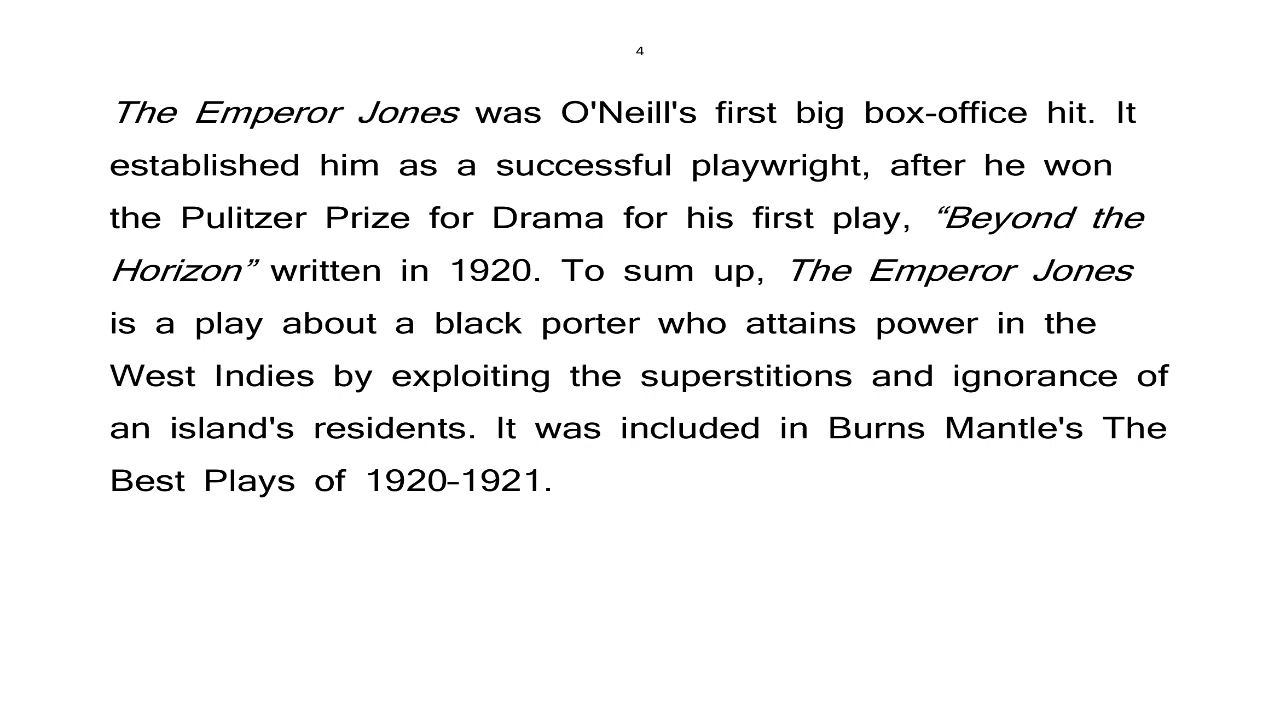 4
The Emperor Jones was O'Neill's first big box-office hit. It
established him as a successful playwright, after he won
the Pulitzer Prize for Drama for his first play, “Beyond the
Horizon” written in 1920. To sum up, The Emperor Jones
is a play about a black porter who attains power in the
West Indies by exploiting the superstitions and ignorance of
an island's residents. It was included in Burns Mantle's The
Best Plays of 1920–1921.